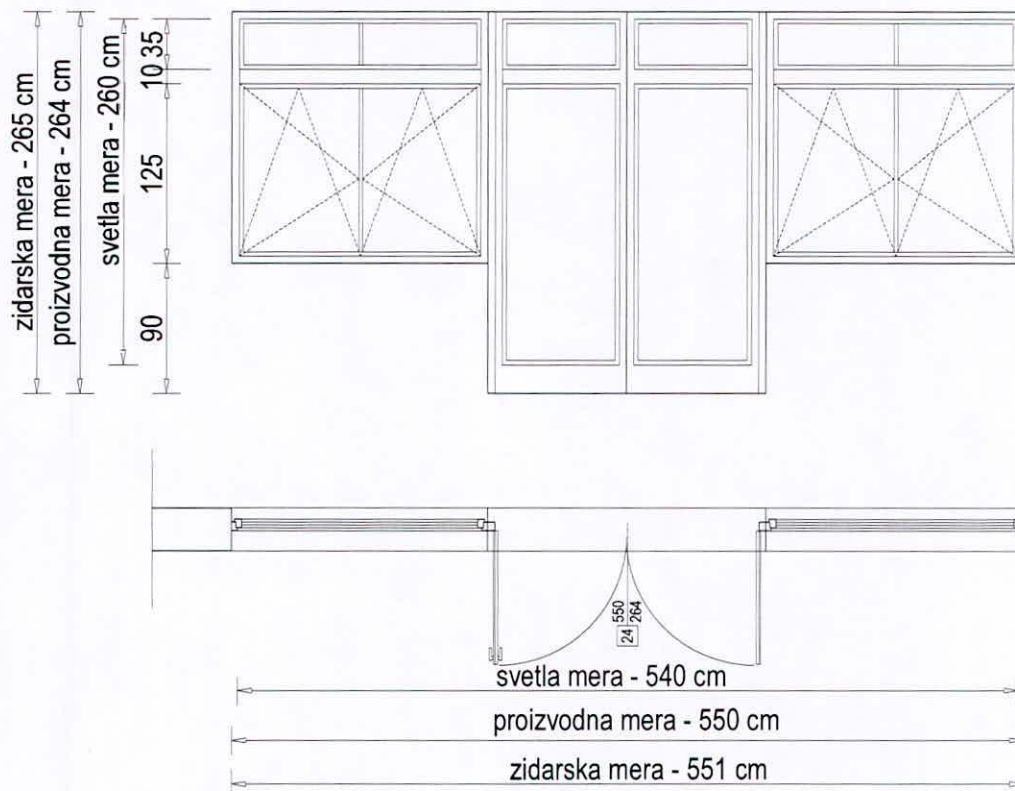 zidarska mera - 265 cm
proizvodna mera - 264 cm
svetla mera - 260 cm
35
10
125
90
550
264
24
svetla mera - 540 cm
proizvodna mera - 550 cm
zidarska mera - 551 cm